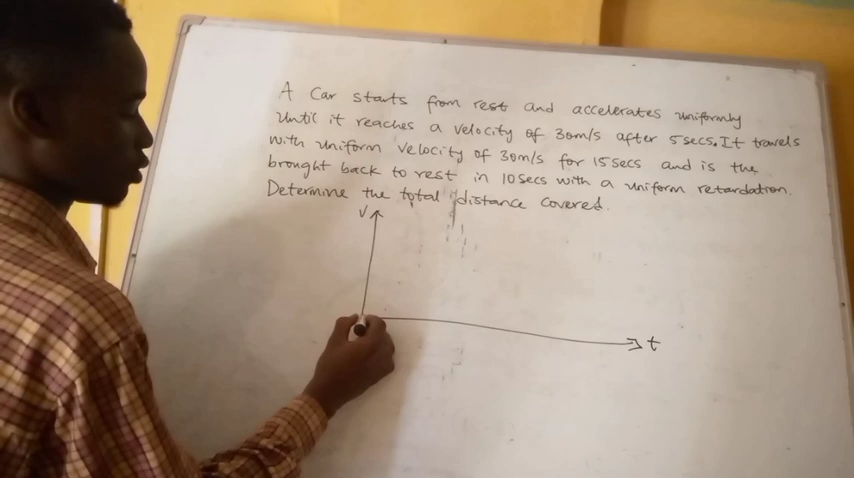 A Car starts from rest and accelerates uniformly
Until it reaches a velocity of 30m/s after 5secs. It travels
with uniform velocity of 30m/s for 15secs and is the
brought back to rest in 10secs with a uniform retardation.
Determine the total distance covered.
V
t